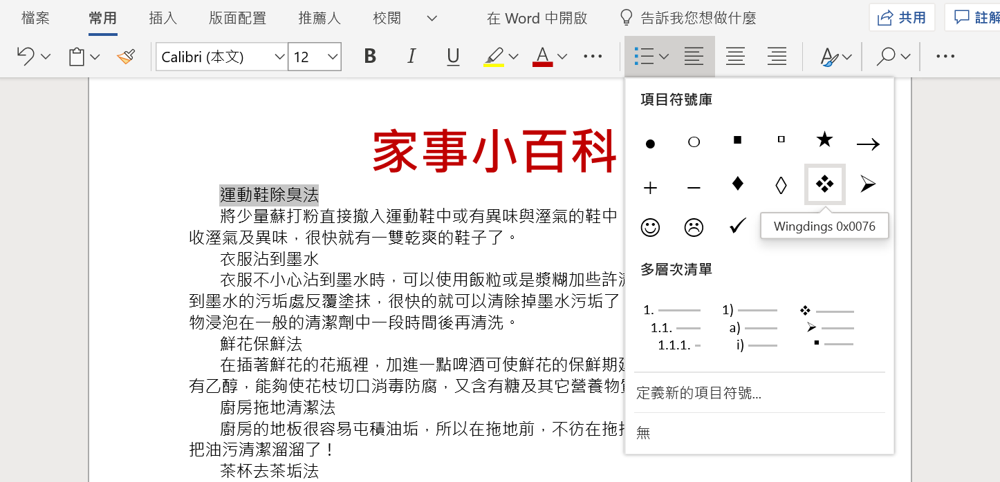 檔案 常用 插入 版面配置 推薦人 校閱 在 Word 中開啟 告訴我您想做什麼 共用 註解
Calibri (本文) 12 B I U A A
項目符號庫
家事小百科
運動鞋除臭法
將少量蘇打粉直接撤入運動鞋中或有異味與溼氣的鞋中，
收溼氣及異味，很快就有一雙乾爽的鞋子了。
Wingdings 0x0076
衣服沾到墨水
多層次清單
衣服不小心沾到墨水時，可以使用飯粒或是漿糊加些許
到墨水的污垢處反覆塗抹，很快的就可以清除掉墨水污垢了
物浸泡在一般的清潔劑中一段時間後再清洗。
1.
1.1.
1.1.1.
1)
a)
i)
鮮花保鮮法
在插著鮮花的花瓶裡，加進一點啤酒可使鮮花的保鮮期
有乙醇，能夠使花枝切口消毒防腐，又含有糖及其它營養物
定義新的項目符號...
廚房拖地清潔法
廚房的地板很容易屯積油垢，所以在拖地前，不彷在拖
無
把油污清潔溜溜了！
茶杯去茶垢法